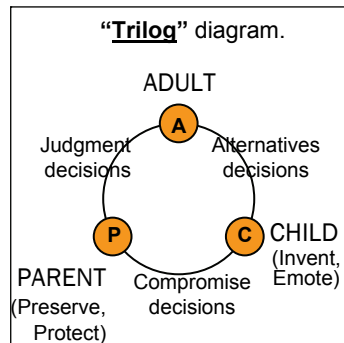 “Trilog” diagram.
ADULT
A
Judgment
decisions
Alternatives
decisions
P
C
CHILD
(Invent,
Emote)
PARENT
(Preserve,
Protect)
Compromise
decisions